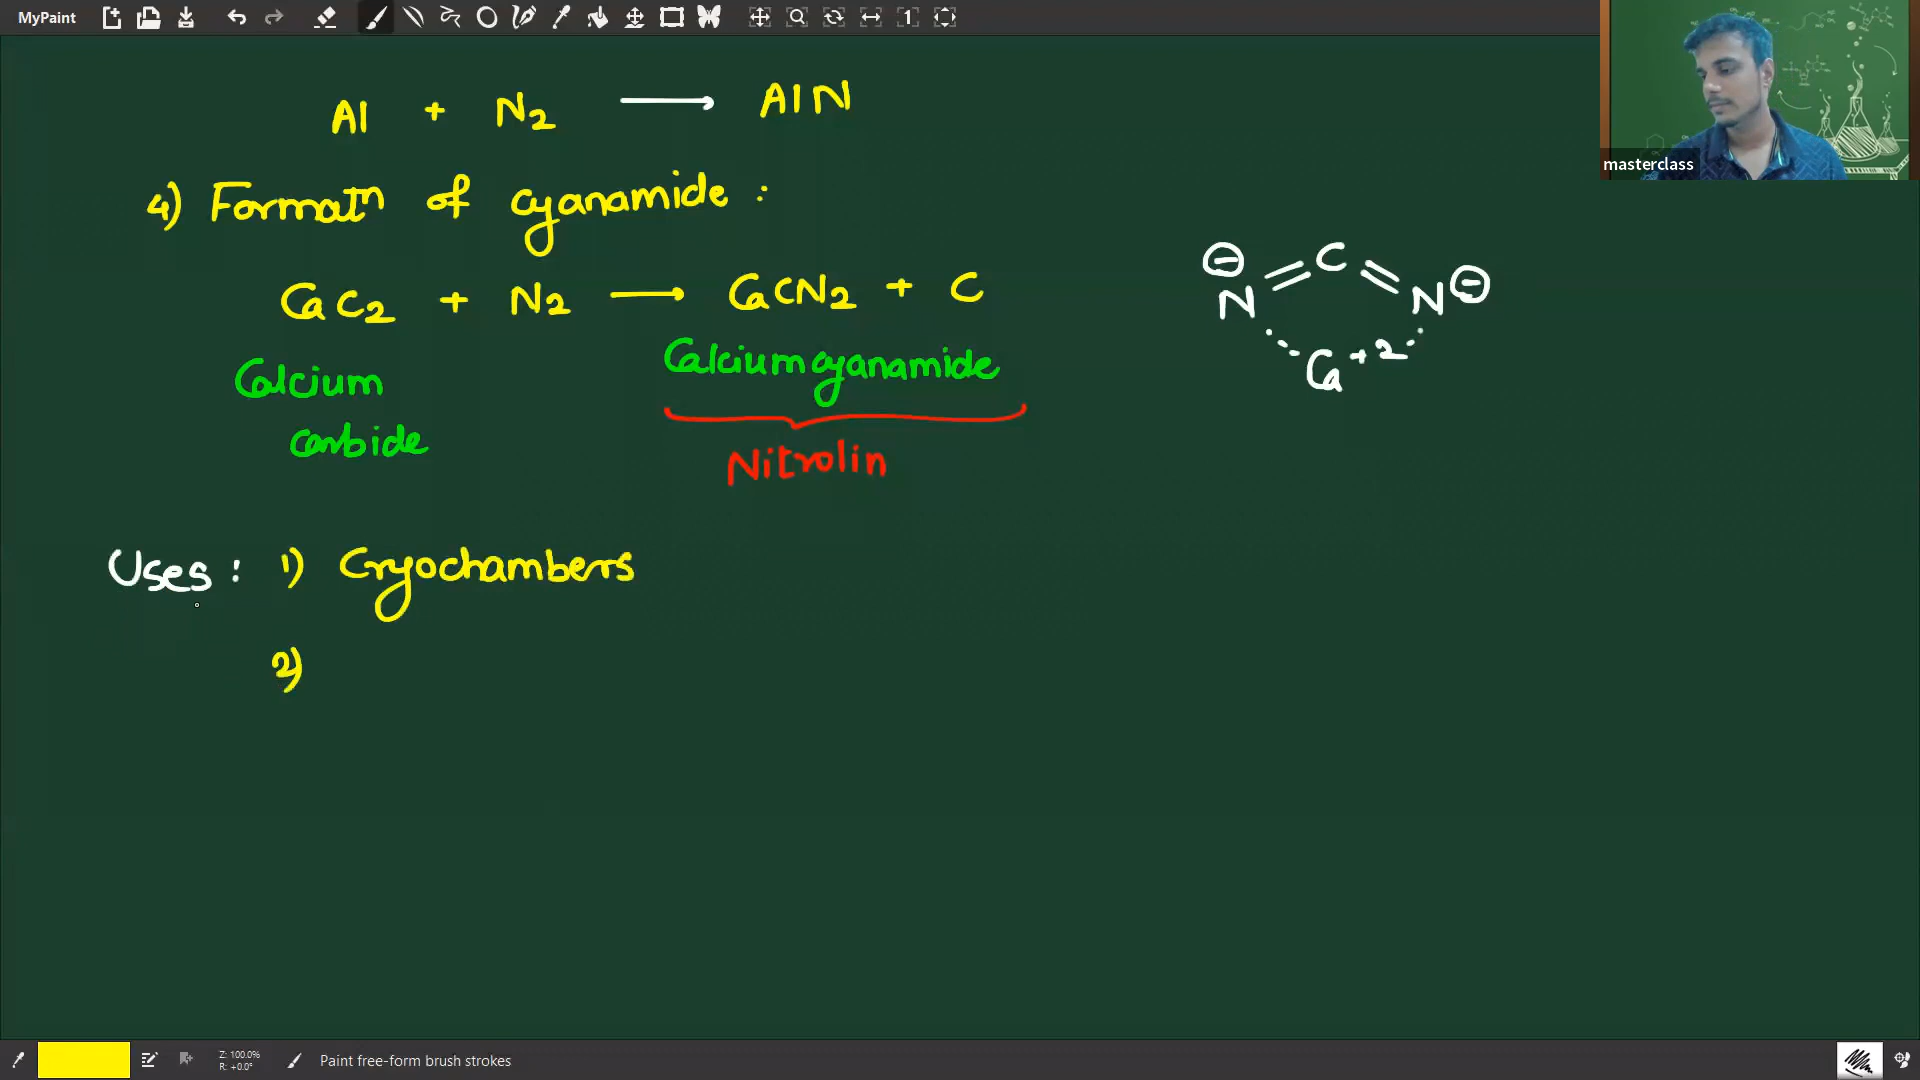 MyPaint
masterclass
Al + N2 → AlN
4) Formatn of cyanamide :
CaC2 + N2 → CaCN2 + C
Calcium carbide
Calcium cyanamide
Nitrolin
⊖ N = C = N ⊖
Ca+2
Uses : 1) Cryochambers
2)
Z: 100.0%
R: +0.0°
Paint free-form brush strokes